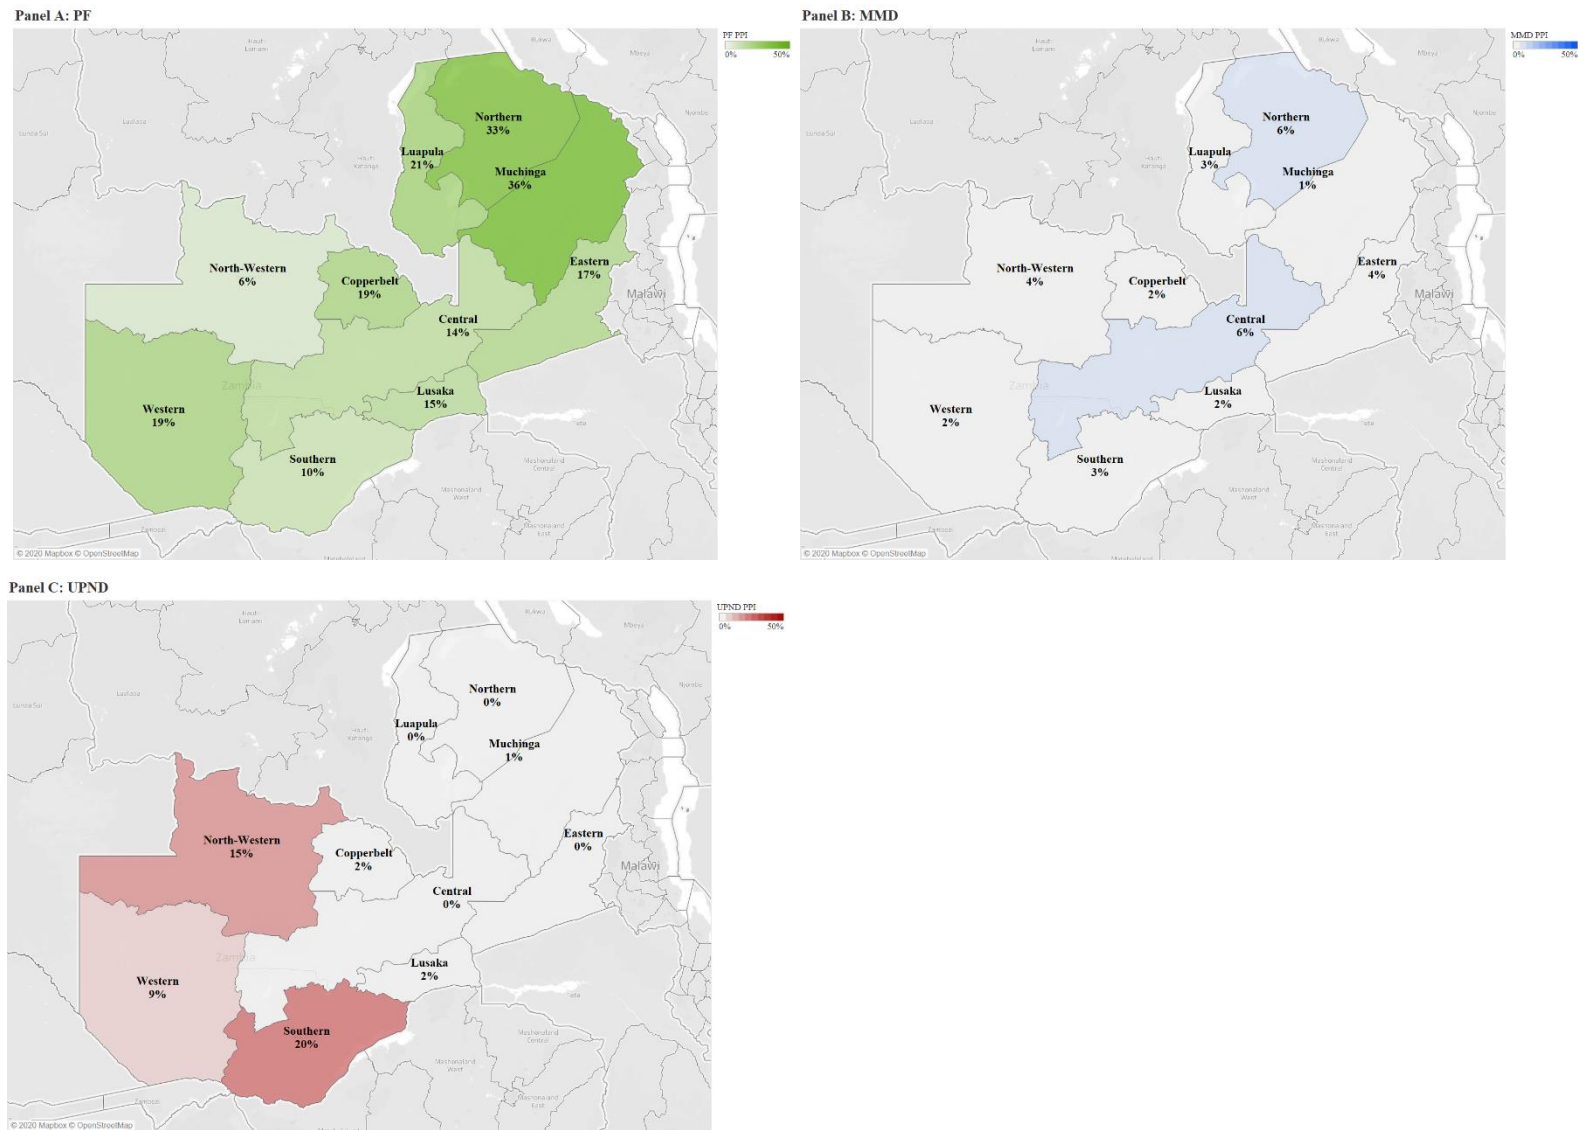 Panel A: PF
PF PPI
0% 50%
Northern
33%
Luapula
21%
Muchinga
36%
North-Western
6%
Copperbelt
19%
Eastern
17%
Malawi
Central
14%
Zambia
Lusaka
15%
Western
19%
Southern
10%
© 2020 Mapbox © OpenStreetMap
Panel B: MMD
MMD PPI
0% 50%
Northern
6%
Luapula
3%
Muchinga
1%
North-Western
4%
Copperbelt
2%
Eastern
4%
Malawi
Central
6%
Zambia
Lusaka
2%
Western
2%
Southern
3%
© 2020 Mapbox © OpenStreetMap
Panel C: UPND
UPND PPI
0% 50%
Northern
0%
Luapula
0%
Muchinga
1%
North-Western
15%
Copperbelt
2%
Eastern
0%
Malawi
Central
0%
Zambia
Lusaka
2%
Western
9%
Southern
20%
© 2020 Mapbox © OpenStreetMap